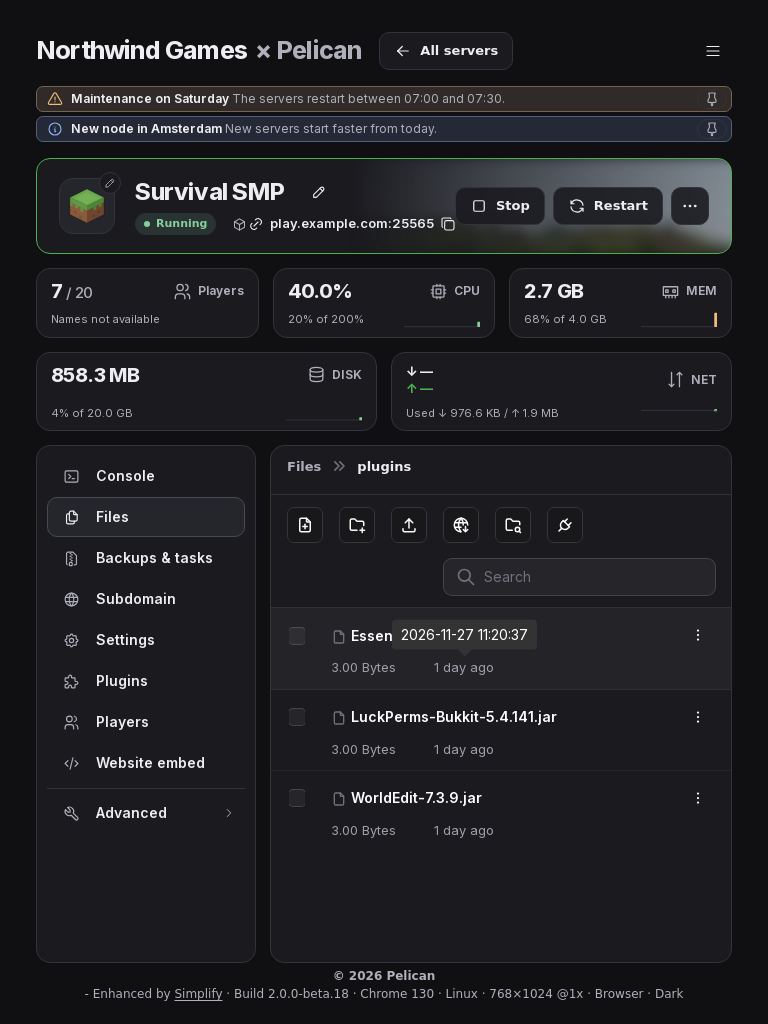 Northwind Games × Pelican
All servers
Maintenance on Saturday The servers restart between 07:00 and 07:30.
New node in Amsterdam New servers start faster from today.
Survival SMP
Running
play.example.com:25565
Stop
Restart
7 / 20
Players
Names not available
40.0%
CPU
20% of 200%
2.7 GB
MEM
68% of 4.0 GB
858.3 MB
DISK
4% of 20.0 GB
↓ —
↑ —
NET
Used ↓ 976.6 KB / ↑ 1.9 MB
Console
Files
Backups & tasks
Subdomain
Settings
Plugins
Players
Website embed
Advanced
Files » plugins
Search
2026-11-27 11:20:37
3.00 Bytes 1 day ago
LuckPerms-Bukkit-5.4.141.jar
3.00 Bytes 1 day ago
WorldEdit-7.3.9.jar
3.00 Bytes 1 day ago
© 2026 Pelican
- Enhanced by Simplify · Build 2.0.0-beta.18 · Chrome 130 · Linux · 768×1024 @1x · Browser · Dark